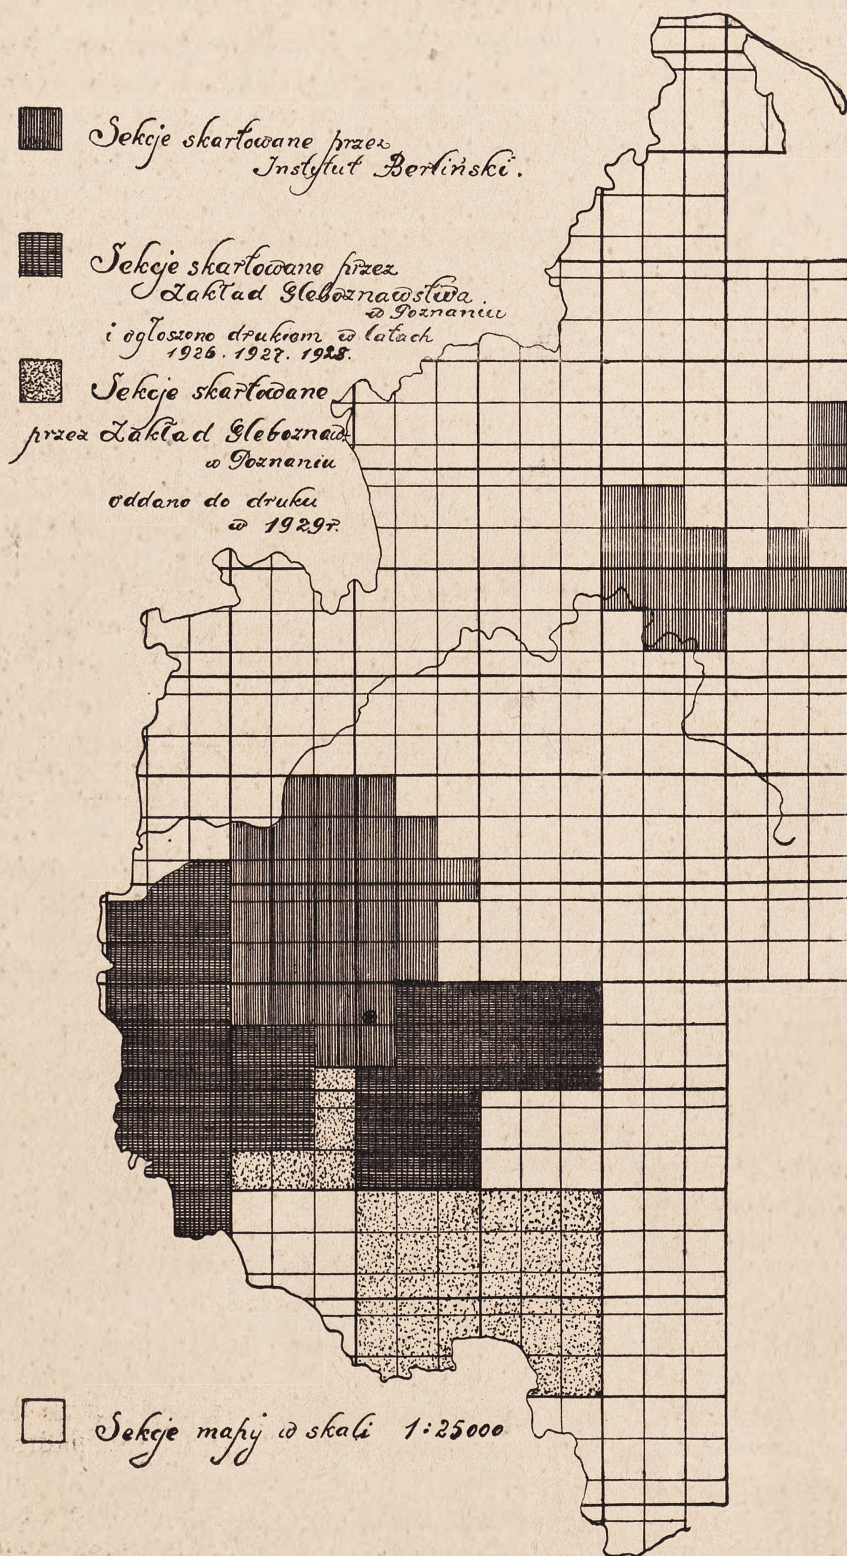 Sekcje skartowane przez
Instytut Berliński.
Sekcje skartowane przez
Zakład Gleboznawstwa
w Poznaniu
i ogłoszono drukiem w latach
1926. 1927. 1928.
Sekcje skartowane
przez Zakład Gleboznaw-
w Poznaniu
oddano do druku
w 1929r.
Sekcje mapy w skali 1:25000